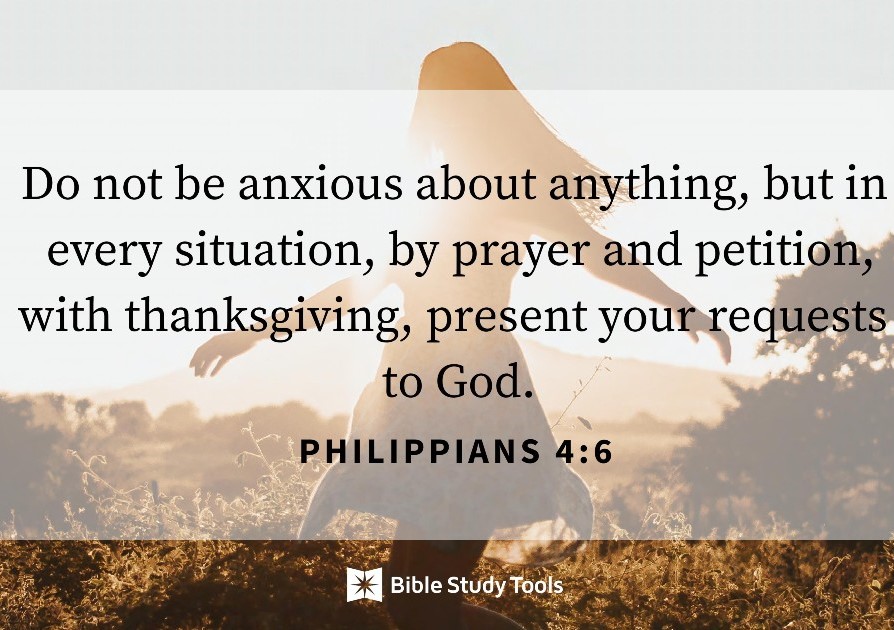 Do not be anxious about anything, but in
every situation, by prayer and petition,
with thanksgiving, present your requests
to God.
PHILIPPIANS 4:6
Bible Study Tools